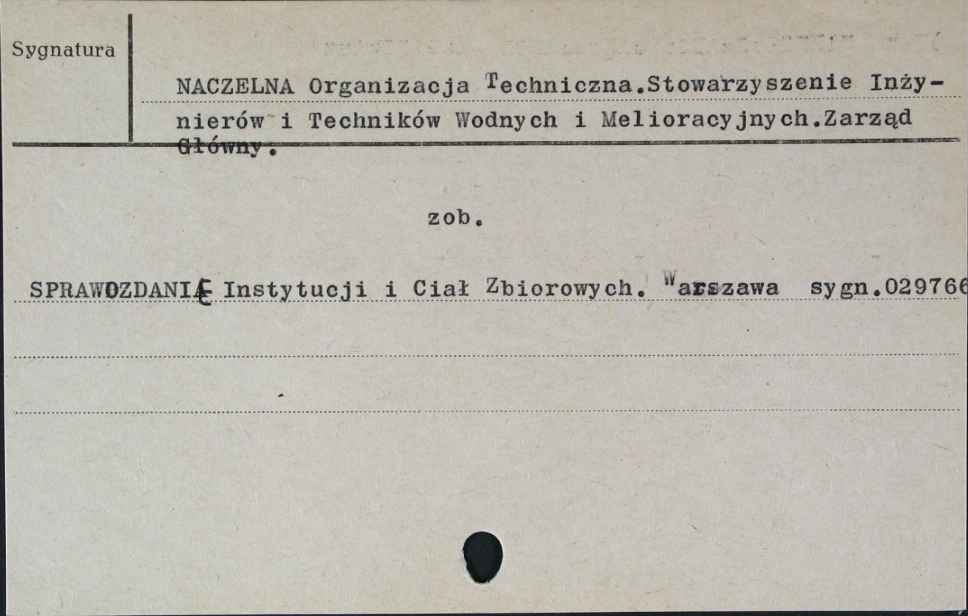 Sygnatura
NACZELNA Organizacja Techniczna.Stowarzyszenie Inży-
nierów i Techników Wodnych i Melioracyjnych.Zarząd
Główny.
zob.
SPRAWOZDANIE Instytucji i Ciał Zbiorowych. Warszawa sygn.029766